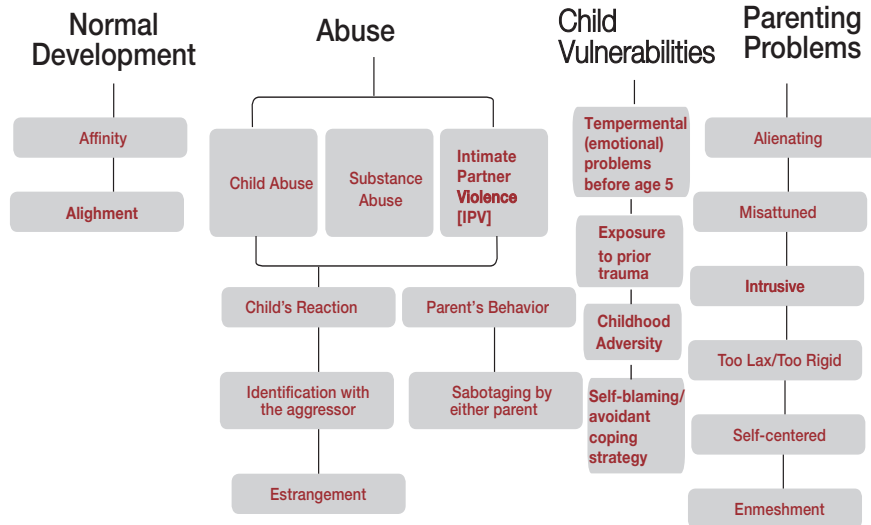 Normal
Development
Affinity
Alighment
Abuse
Child Abuse
Substance
Abuse
Intimate
Partner
Violence
[IPV]
Child's Reaction
Identification with
the aggressor
Estrangement
Parent's Behavior
Sabotaging by
either parent
Child
Vulnerabilities
Tempermental
(emotional)
problems
before age 5
Exposure
to prior
trauma
Childhood
Adversity
Self-blaming/
avoidant
coping
strategy
Parenting
Problems
Alienating
Misattuned
Intrusive
Too Lax/Too Rigid
Self-centered
Enmeshment